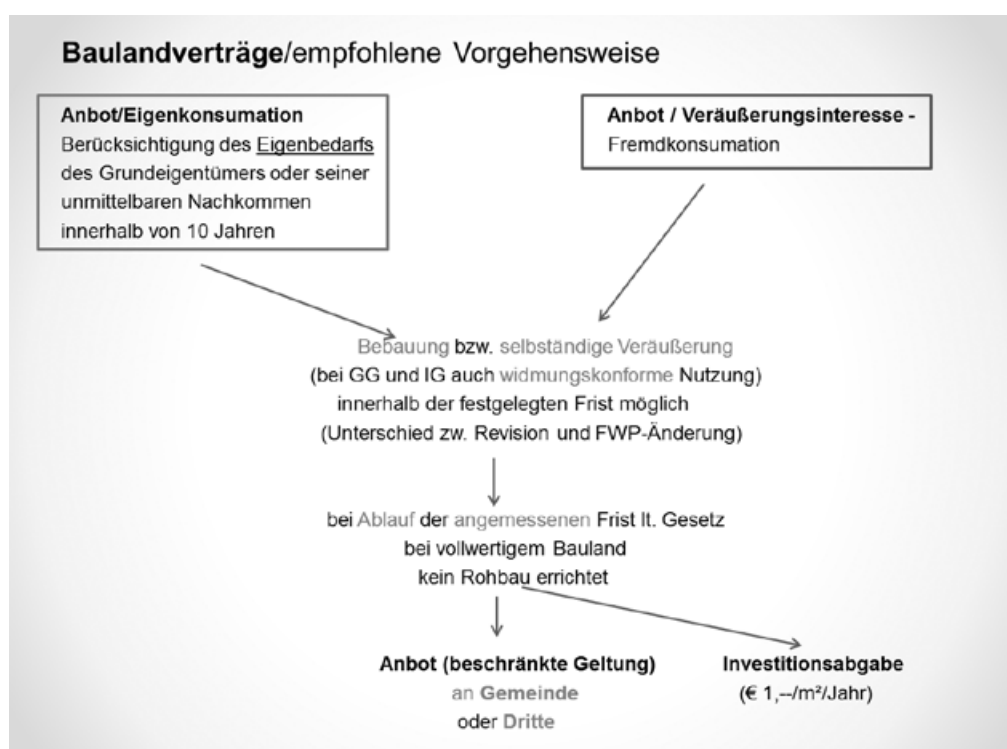 Baulandverträge/empfohlene Vorgehensweise
Anbot/Eigenkonsumation
Berücksichtigung des Eigenbedarfs
des Grundeigentümers oder seiner
unmittelbaren Nachkommen
innerhalb von 10 Jahren
Anbot / Veräußerungsinteresse -
Fremdkonsumation
Bebauung bzw. selbständige Veräußerung
(bei GG und IG auch widmungskonforme Nutzung)
innerhalb der festgelegten Frist möglich
(Unterschied zw. Revision und FWP-Änderung)
bei Ablauf der angemessenen Frist lt. Gesetz
bei vollwertigem Bauland
kein Rohbau errichtet
Anbot (beschränkte Geltung)
an Gemeinde
oder Dritte
Investitionsabgabe
(€ 1,--/m²/Jahr)